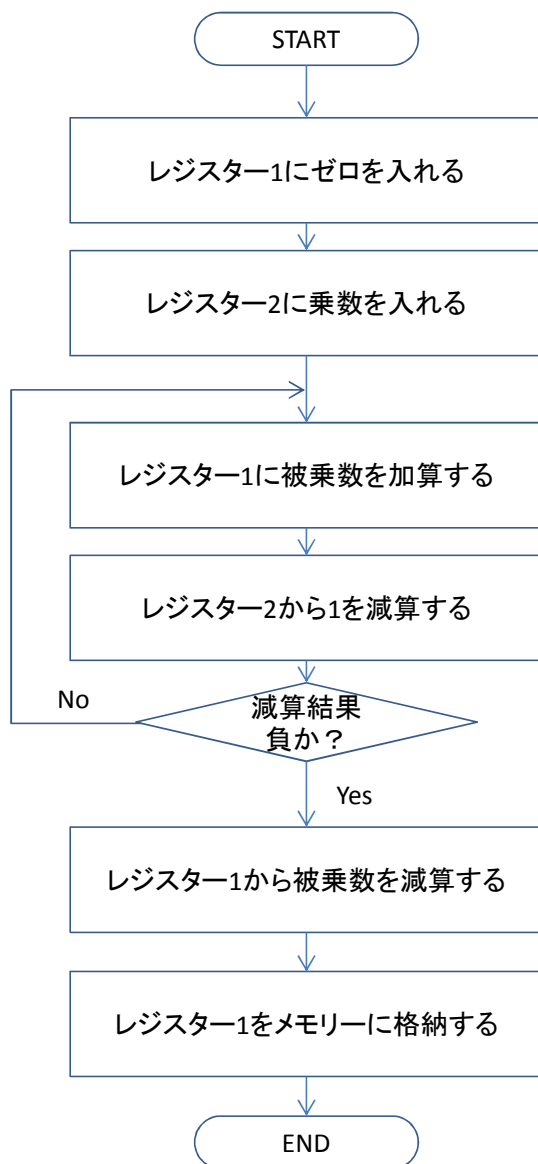 START
レジスター1にゼロを入れる
レジスター2に乗数を入れる
レジスター1に被乗数を加算する
レジスター2から1を減算する
減算結果
負か？
No
Yes
レジスター1から被乗数を減算する
レジスター1をメモリーに格納する
END